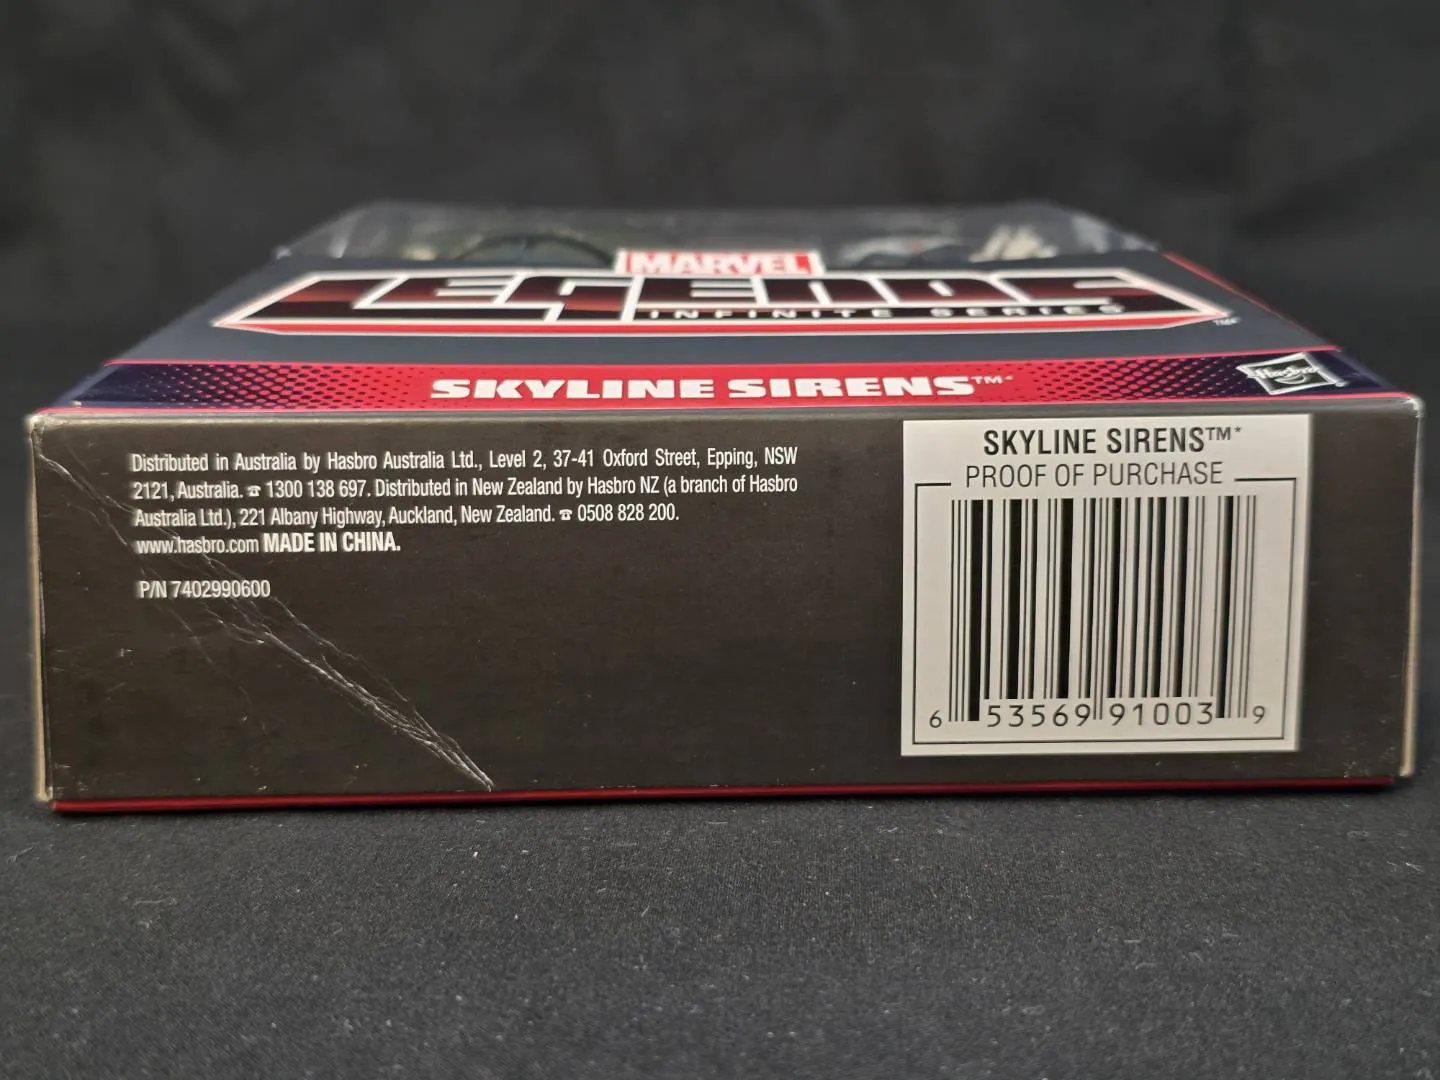 MARVEL
LEGENDS
INFINITE SERIES
TM*
SKYLINE SIRENS™*
Hasbro
Distributed in Australia by Hasbro Australia Ltd., Level 2, 37-41 Oxford Street, Epping, NSW
2121, Australia. ☎ 1300 138 697. Distributed in New Zealand by Hasbro NZ (a branch of Hasbro
Australia Ltd.), 221 Albany Highway, Auckland, New Zealand. ☎ 0508 828 200.
www.hasbro.com MADE IN CHINA.
P/N 7402990600
SKYLINE SIRENS™*
PROOF OF PURCHASE
6 53569 91003 9